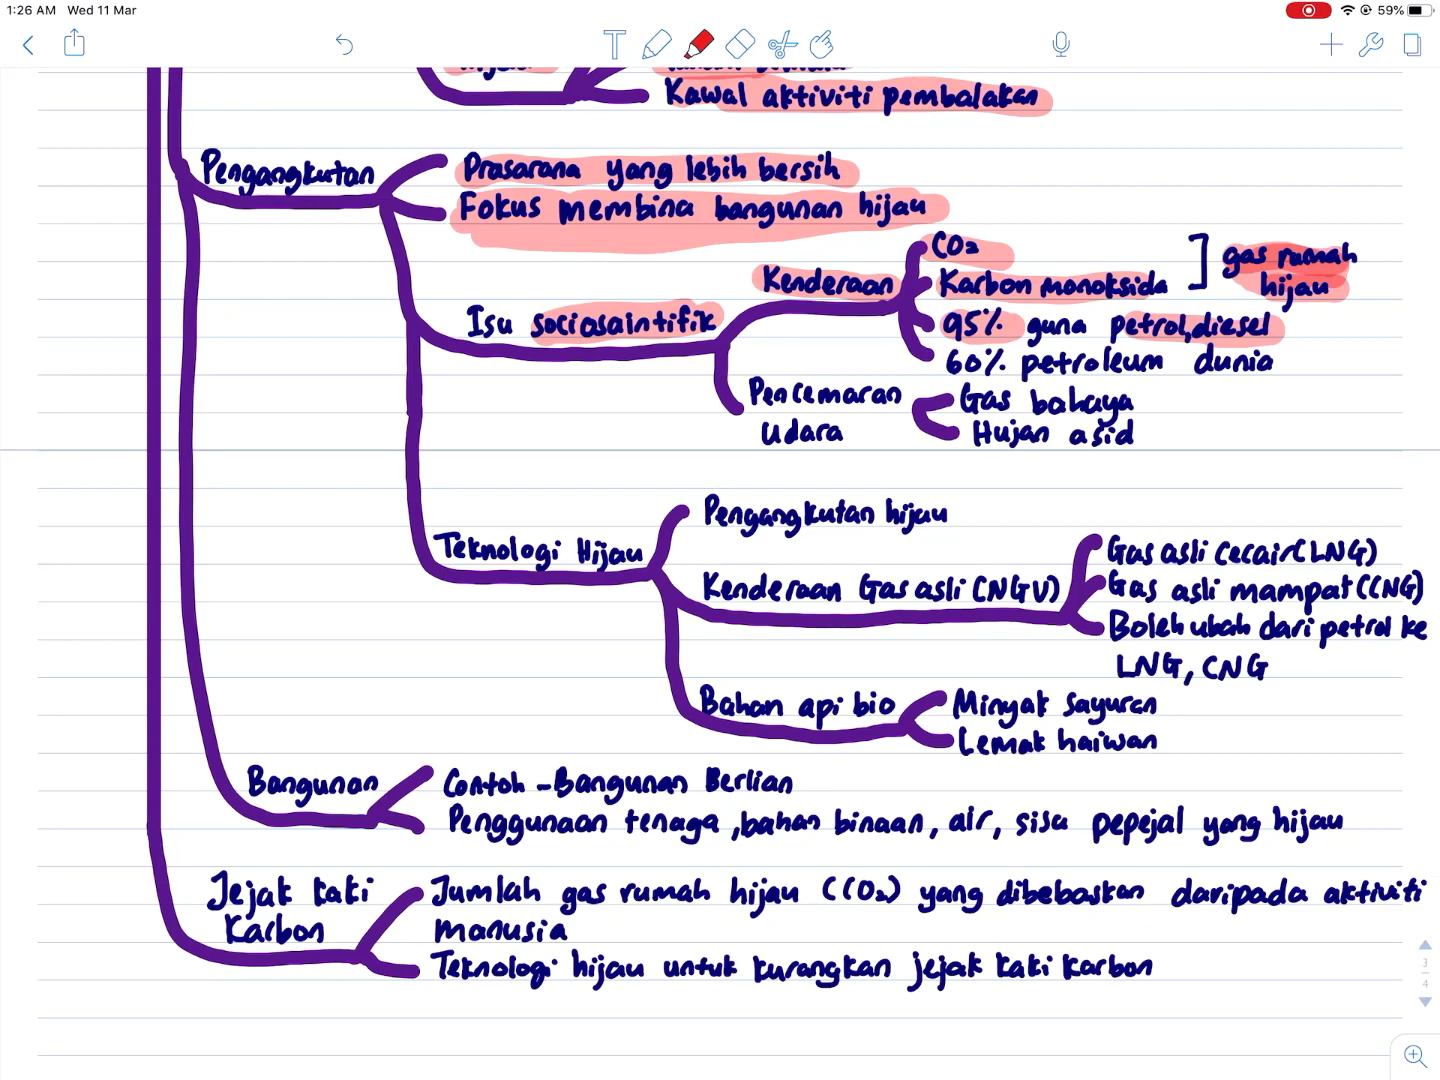 1:26 AM Wed 11 Mar
59%
Kawal aktiviti pembalakan
Pengangkutan
Prasarana yang lebih bersih
Fokus membina bangunan hijau
CO₂
Kenderaan
Karbon monoksida
gas rumah
hijau
Isu sociosaintifik
95% guna petrol,diesel
60% petroleum dunia
Pencemaran
Udara
Gas bahaya
Hujan asid
Pengangkutan hijau
Teknologi Hijau
Gas asli cecair(LNG)
Kenderaan Gas asli (NGV)
Gas asli mampat(CNG)
Boleh ubah dari petrol ke
LNG, CNG
Bahan api bio
Minyak sayuran
Lemak haiwan
Bangunan
Contoh - Bangunan Berlian
Penggunaan tenaga, bahan binaan, air, sisa pepejal yang hijau
Jejak kaki
Karbon
Jumlah gas rumah hijau (CO₂) yang dibebaskan daripada aktiviti
manusia
Teknologi hijau untuk kurangkan jejak kaki karbon
3
4